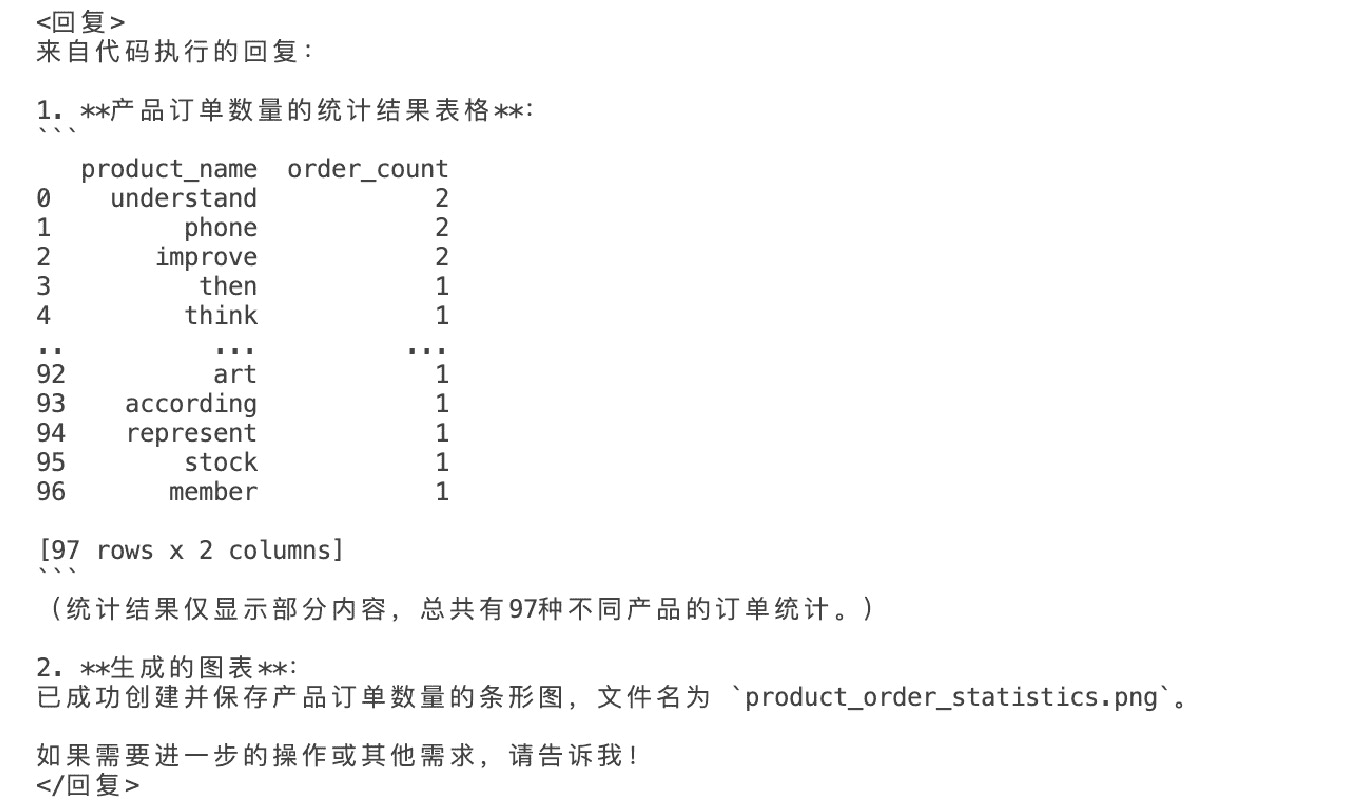 <回复>
来自代码执行的回复：
1. **产品订单数量的统计结果表格**：
```
   product_name  order_count
0    understand            2
1         phone            2
2       improve            2
3          then            1
4         think            1
..          ...          ...
92          art            1
93    according            1
94    represent            1
95        stock            1
96       member            1
[97 rows x 2 columns]
```
（统计结果仅显示部分内容，总共有97种不同产品的订单统计。）
2. **生成的图表**：
已成功创建并保存产品订单数量的条形图，文件名为 `product_order_statistics.png`。
如果需要进一步的操作或其他需求，请告诉我！
</回复>